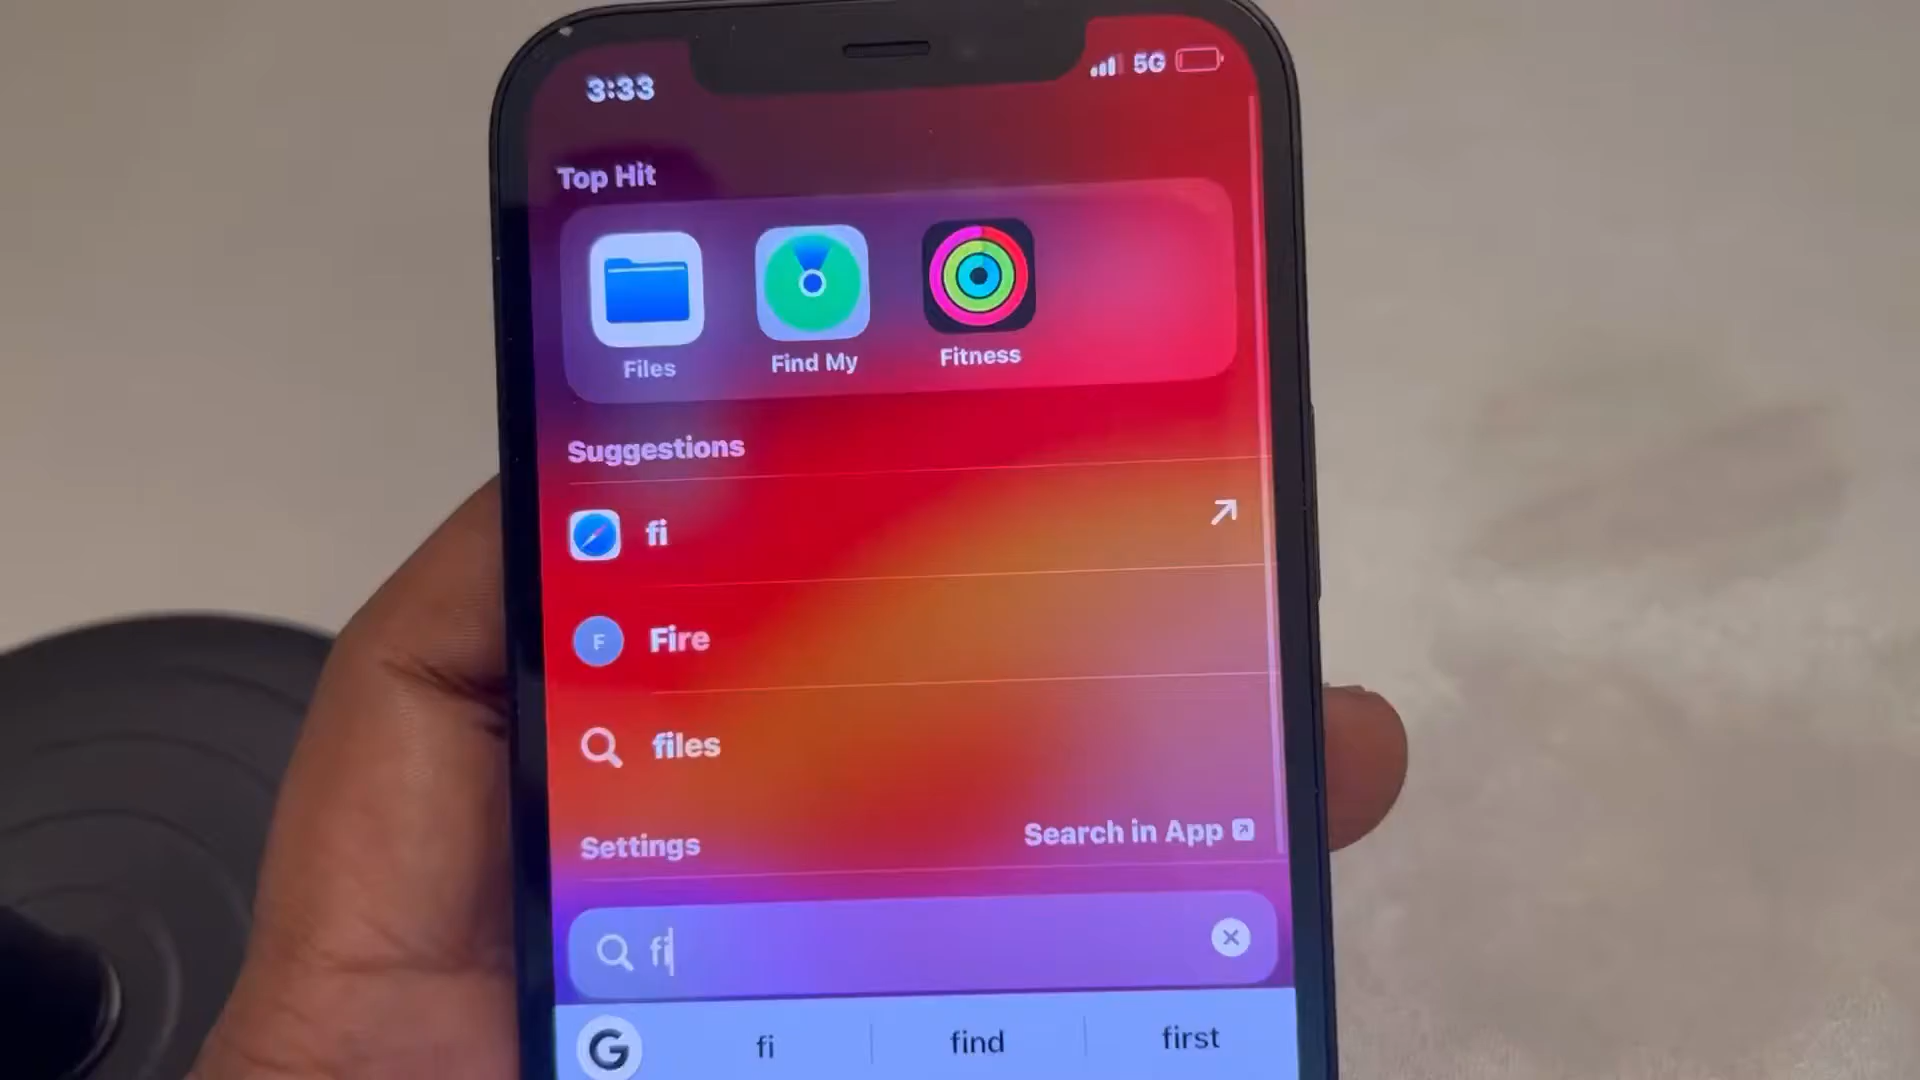 3:33
5G
Top Hit
Files
Find My
Fitness
Suggestions
fi
F
Fire
files
Settings
Search in App
fi
G
fi
find
first